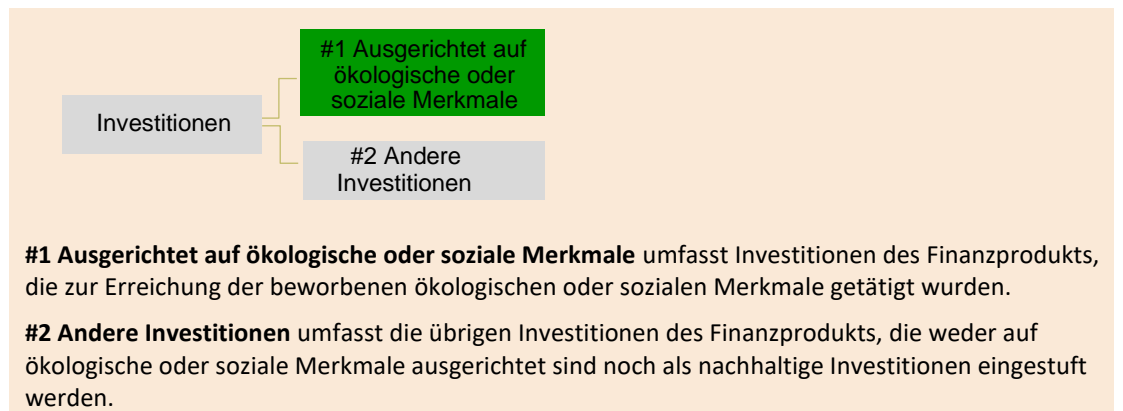 #1 Ausgerichtet auf
ökologische oder
soziale Merkmale
Investitionen
#2 Andere
Investitionen
#1 Ausgerichtet auf ökologische oder soziale Merkmale umfasst Investitionen des Finanzprodukts,
die zur Erreichung der beworbenen ökologischen oder sozialen Merkmale getätigt wurden.
#2 Andere Investitionen umfasst die übrigen Investitionen des Finanzprodukts, die weder auf
ökologische oder soziale Merkmale ausgerichtet sind noch als nachhaltige Investitionen eingestuft
werden.